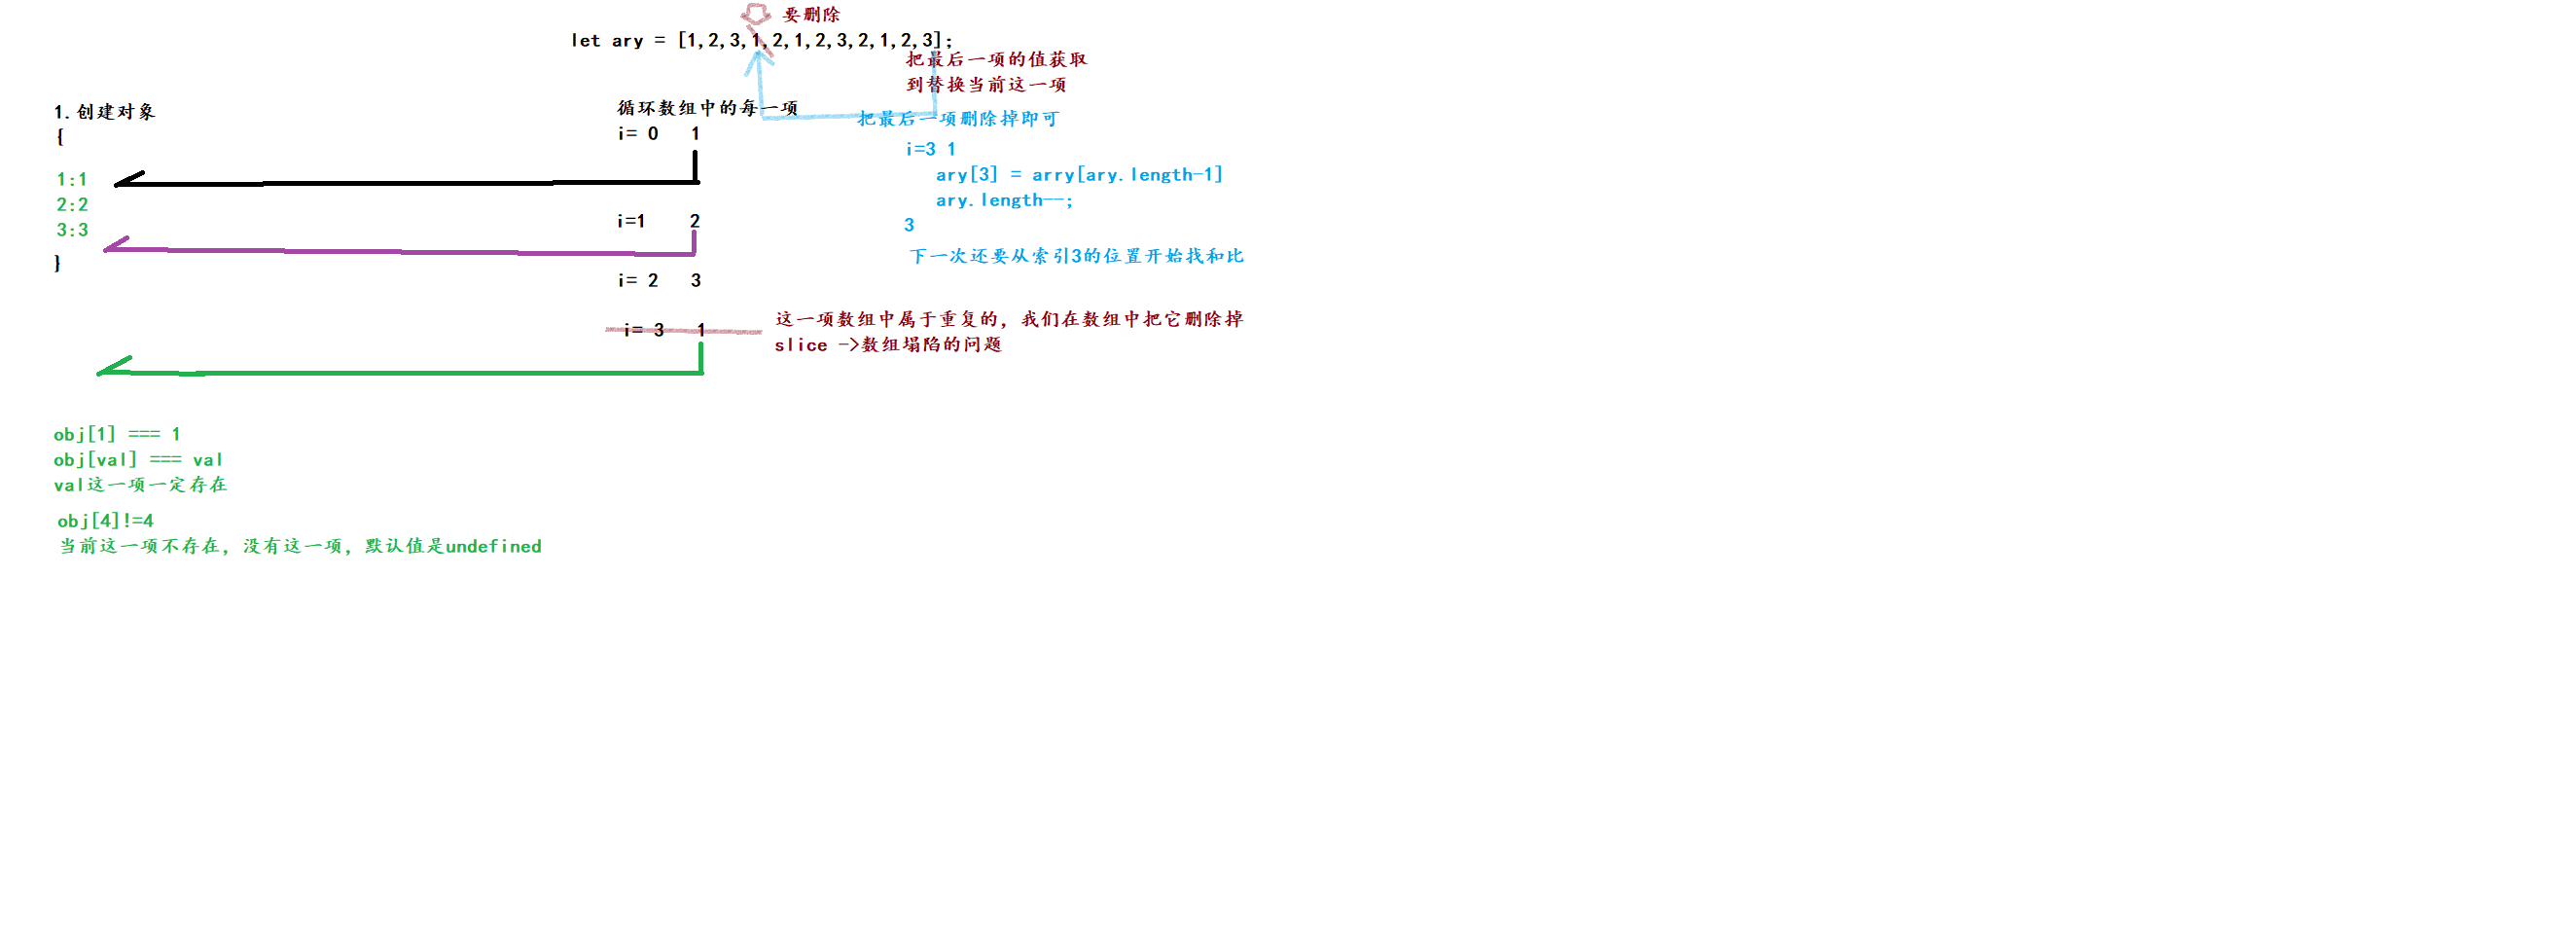 要删除
let ary = [1,2,3,1,2,1,2,3,2,1,2,3];
把最后一项的值获取
到替换当前这一项
1.创建对象
{
1:1
2:2
3:3
}
循环数组中的每一项
i= 0 1
i=1 2
i= 2 3
i= 3 1
把最后一项删除掉即可
i=3 1
ary[3] = arry[ary.length-1]
ary.length--;
3
下一次还要从索引3的位置开始找和比
这一项数组中属于重复的，我们在数组中把它删除掉
slice ->数组塌陷的问题
obj[1] === 1
obj[val] === val
val这一项一定存在
obj[4]!=4
当前这一项不存在，没有这一项，默认值是undefined